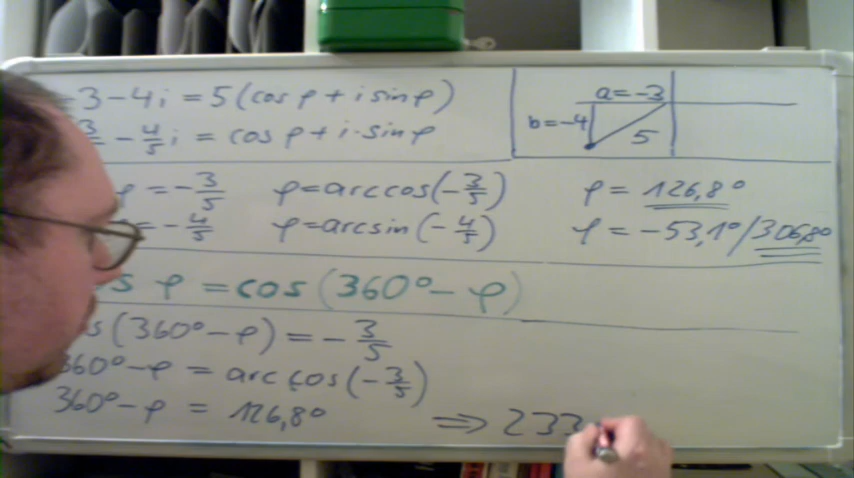 -3-4i = 5(cos φ + i sin φ)
a=-3
b=-4
5
3/5 - 4/5 i = cos φ + i·sin φ
φ = -3/5 φ=arccos(-3/5) φ = 126,8°
= -4/5 φ=arcsin(-4/5) φ = -53,1°/306,8°
s φ = cos(360°-φ)
s(360°-φ) = -3/5
360°-φ = arccos(-3/5)
360°-φ = 126,8° ⇒ 233